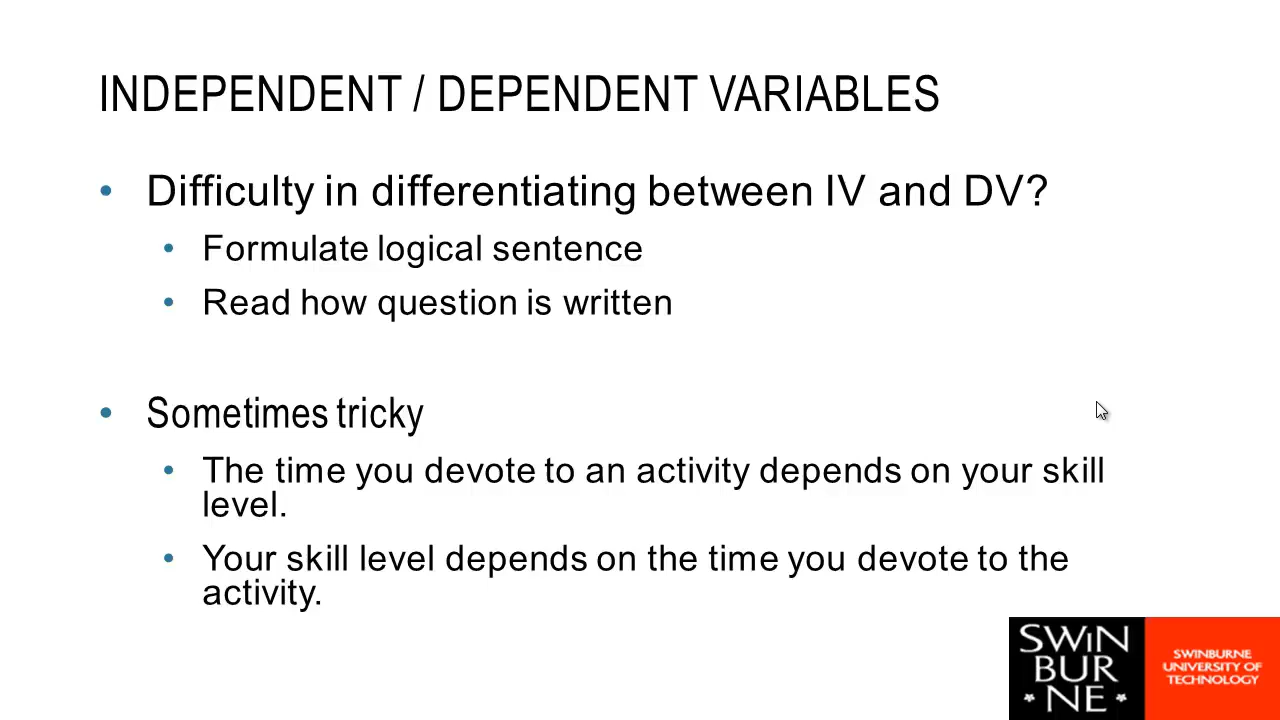 INDEPENDENT / DEPENDENT VARIABLES
• Difficulty in differentiating between IV and DV?
• Formulate logical sentence
• Read how question is written
• Sometimes tricky
• The time you devote to an activity depends on your skill
level.
• Your skill level depends on the time you devote to the
activity.
SWIN
BUR
NE
SWINBURNE
UNIVERSITY OF
TECHNOLOGY